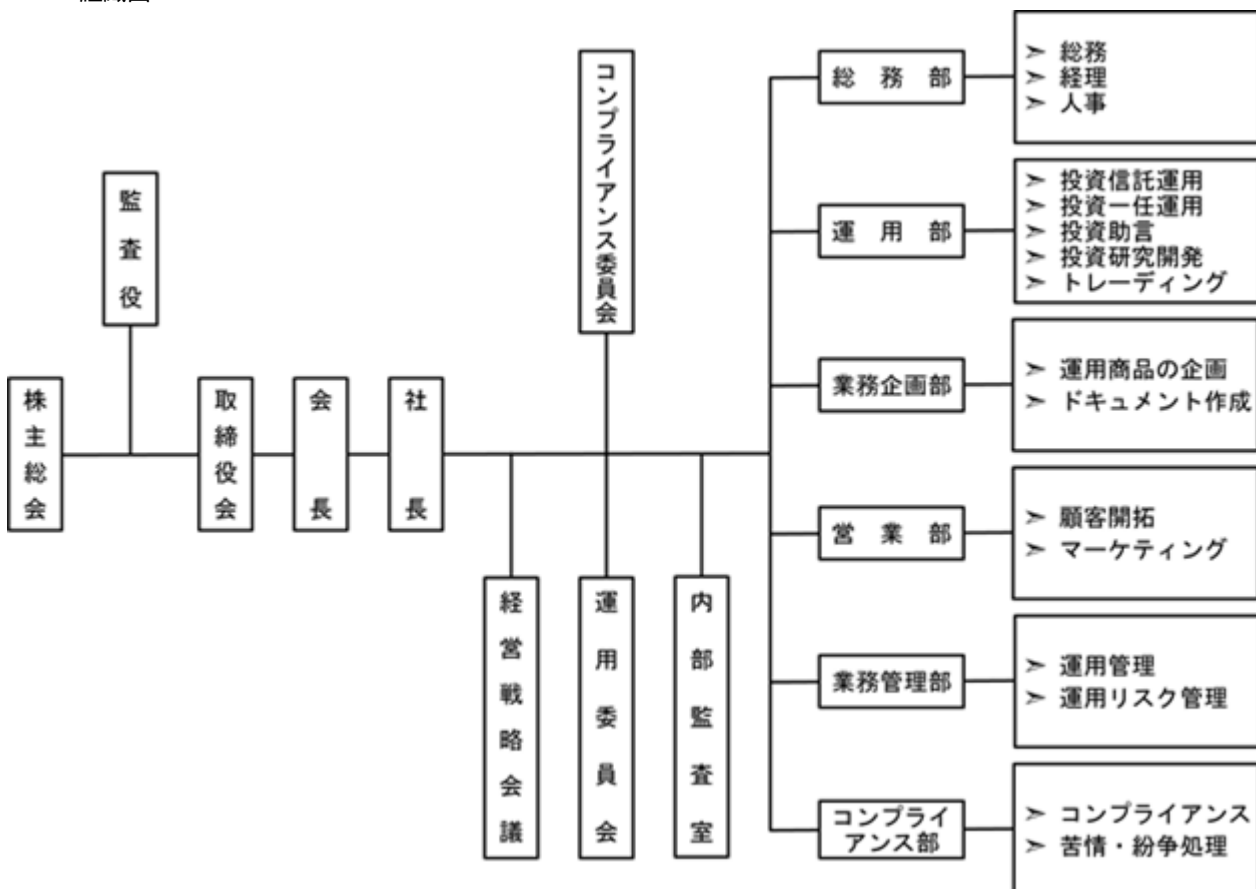 株主総会
監査役
取締役会
会長
社長
コンプライアンス委員会
経営戦略会議
運用委員会
内部監査室
総務部
➢ 総務
➢ 経理
➢ 人事
運用部
➢ 投資信託運用
➢ 投資一任運用
➢ 投資助言
➢ 投資研究開発
➢ トレーディング
業務企画部
➢ 運用商品の企画
➢ ドキュメント作成
営業部
➢ 顧客開拓
➢ マーケティング
業務管理部
➢ 運用管理
➢ 運用リスク管理
コンプライ
アンス部
➢ コンプライアンス
➢ 苦情・紛争処理